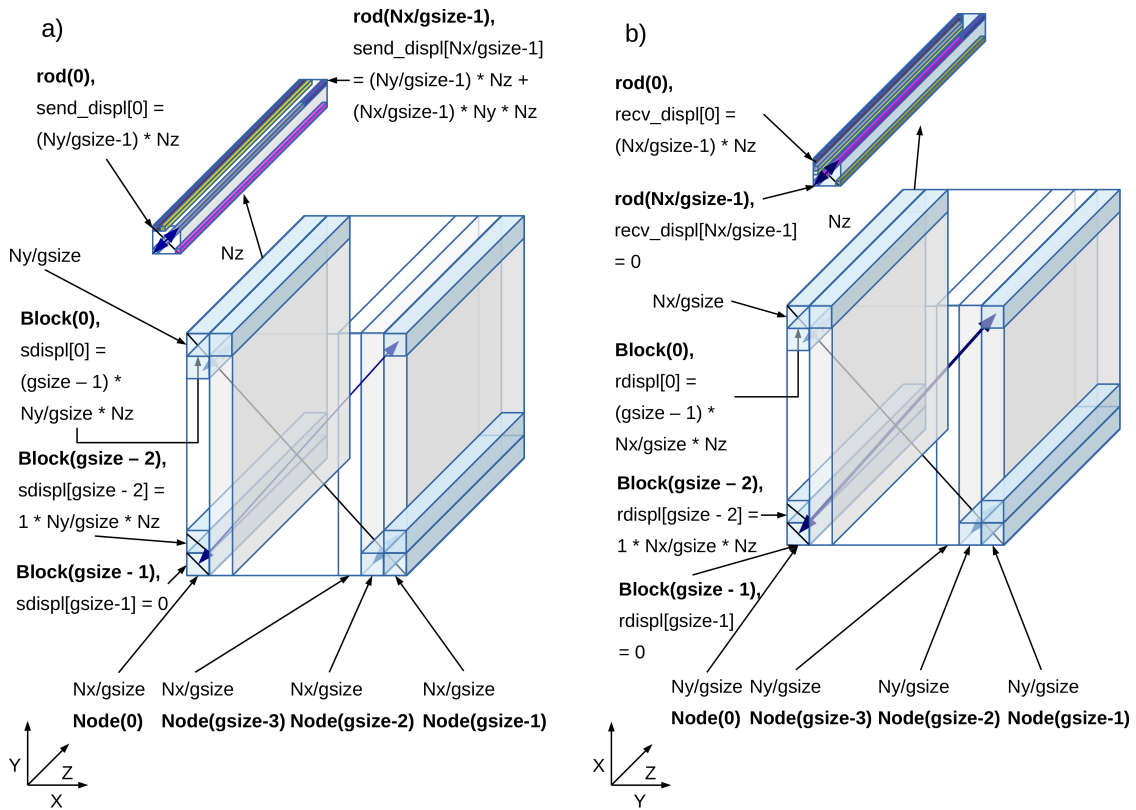 a)
rod(0),
send_displ[0] =
(Ny/gsize-1) * Nz
rod(Nx/gsize-1),
send_displ[Nx/gsize-1]
= (Ny/gsize-1) * Nz +
(Nx/gsize-1) * Ny * Nz
Nz
Ny/gsize
Block(0),
sdispl[0] =
(gsize – 1) *
Ny/gsize * Nz
Block(gsize – 2),
sdispl[gsize - 2] =
1 * Ny/gsize * Nz
Block(gsize - 1),
sdispl[gsize-1] = 0
Nx/gsize Nx/gsize Nx/gsize Nx/gsize
Node(0) Node(gsize-3) Node(gsize-2) Node(gsize-1)
Y
Z
X
b)
rod(0),
recv_displ[0] =
(Nx/gsize-1) * Nz
rod(Nx/gsize-1),
recv_displ[Nx/gsize-1]
= 0
Nz
Nx/gsize
Block(0),
rdispl[0] =
(gsize – 1) *
Nx/gsize * Nz
Block(gsize – 2),
rdispl[gsize - 2] =
1 * Nx/gsize * Nz
Block(gsize - 1),
rdispl[gsize-1]
= 0
Ny/gsize Ny/gsize Ny/gsize Ny/gsize
Node(0) Node(gsize-3) Node(gsize-2) Node(gsize-1)
X
Z
Y